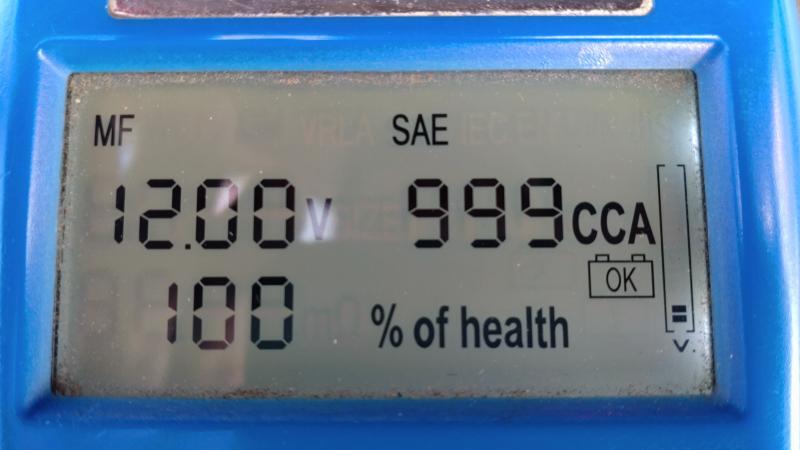 MF SAE
12.00 V 999 CCA
OK
100 % of health
V